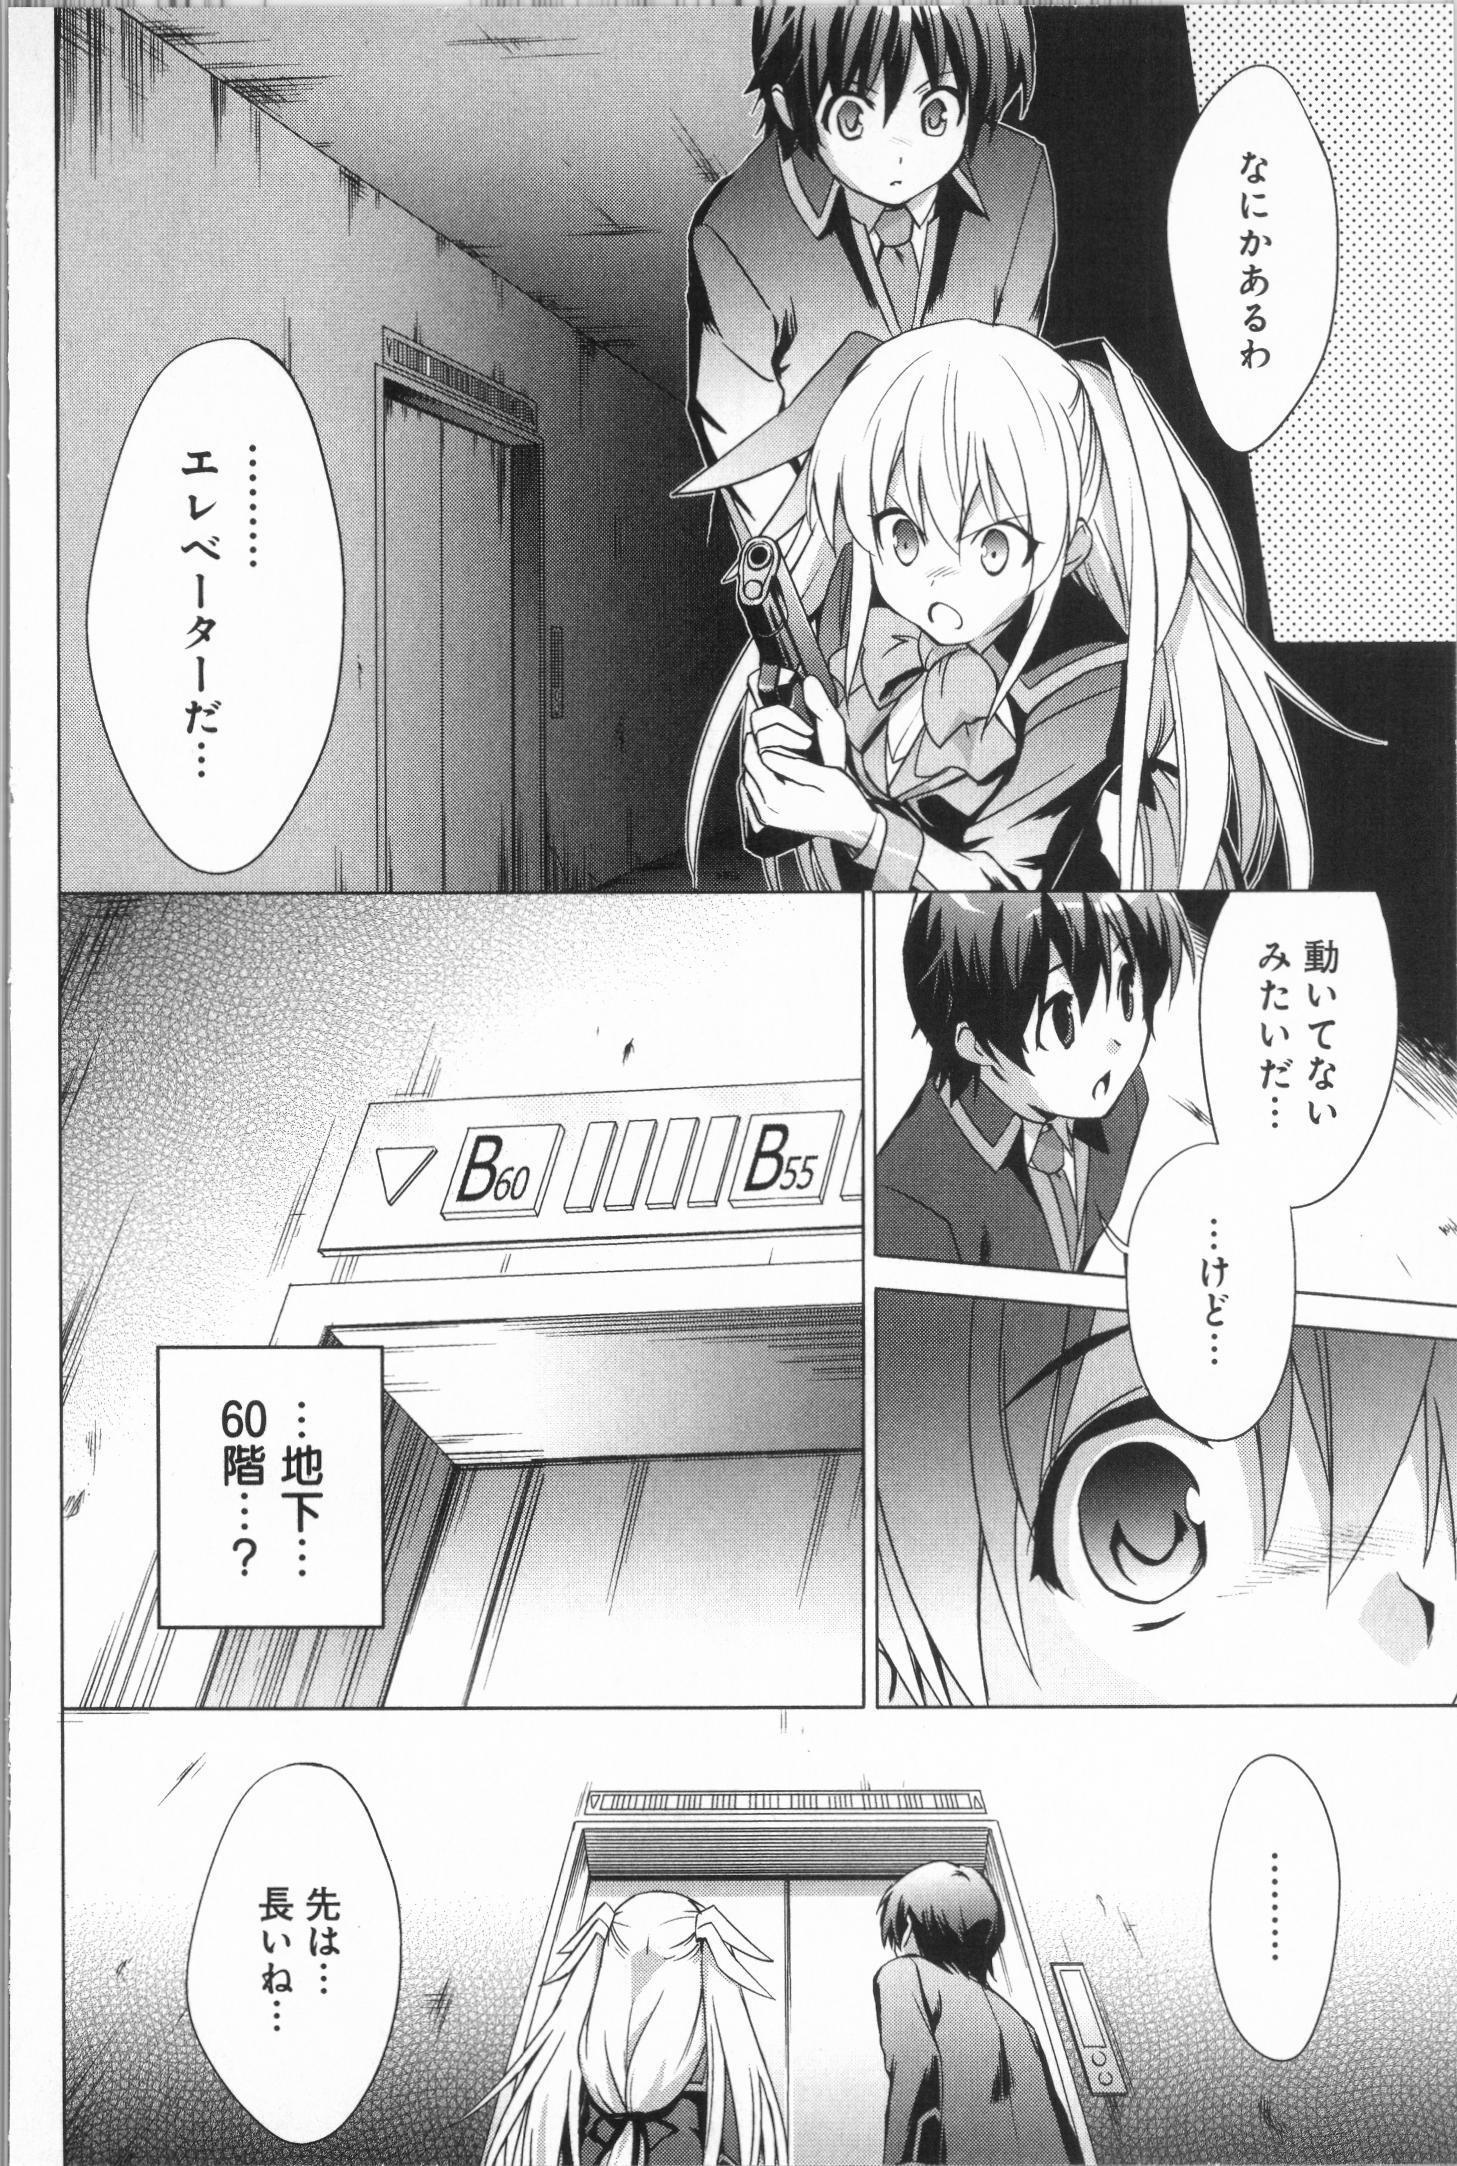 なにかあるわ
………
エレベーターだ…
動いてない
みたいだ…
…けど…
B60
B55
…地下…
60階…?
………
先は…
長いね…